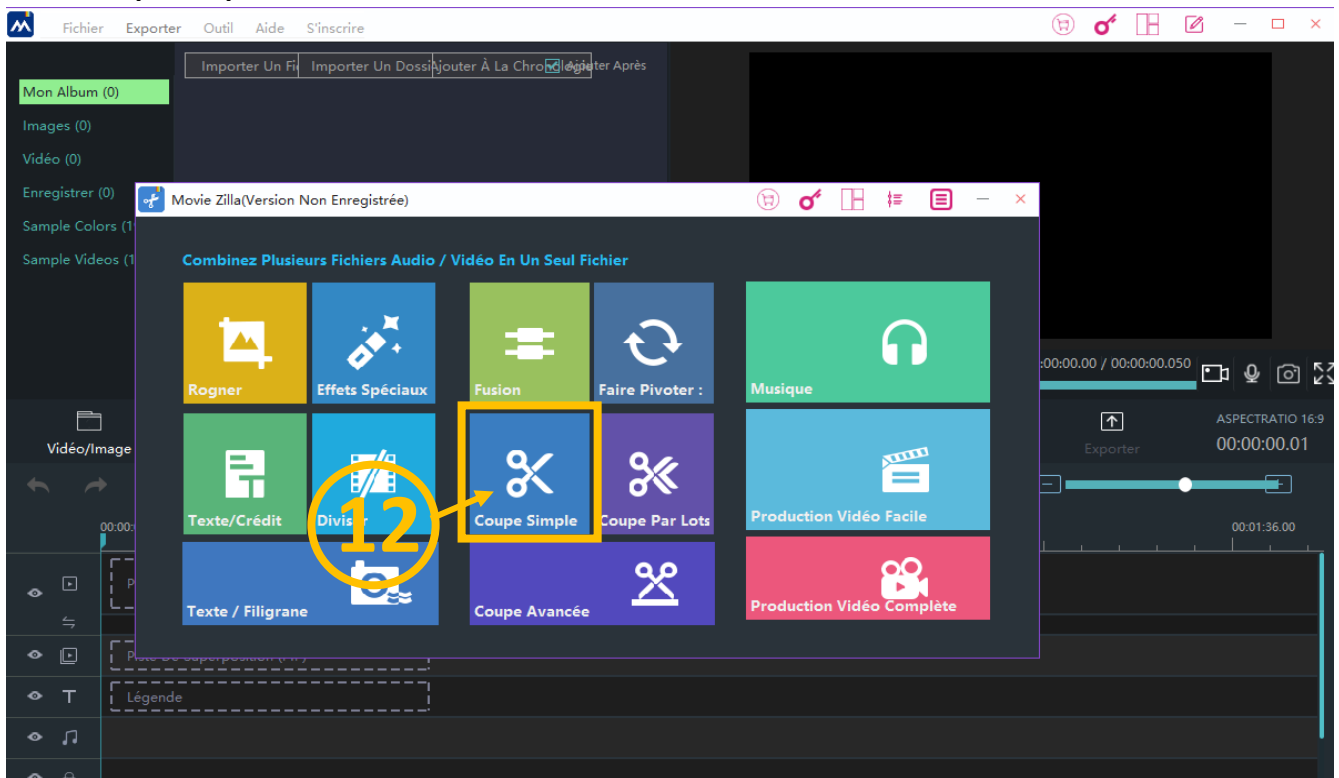 Fichier Exporter Outil Aide S'inscrire
Importer Un Fi Importer Un Dossi Ajouter À La Chronologie Ajouter Après
Mon Album (0)
Images (0)
Vidéo (0)
Enregistrer (0)
Sample Colors (1
Sample Videos (1
Movie Zilla(Version Non Enregistrée)
Combinez Plusieurs Fichiers Audio / Vidéo En Un Seul Fichier
Rogner
Effets Spéciaux
Fusion
Faire Pivoter :
Musique
Texte/Crédit
Diviser
Coupe Simple
Coupe Par Lots
Production Vidéo Facile
Texte / Filigrane
Coupe Avancée
Production Vidéo Complète
12
:00:00.00 / 00:00:00.050
Vidéo/Image
Exporter
ASPECTRATIO 16:9
00:00:00.01
00:00:
00:01:36.00
P
Piste De Superposition (PIP)
T Légende